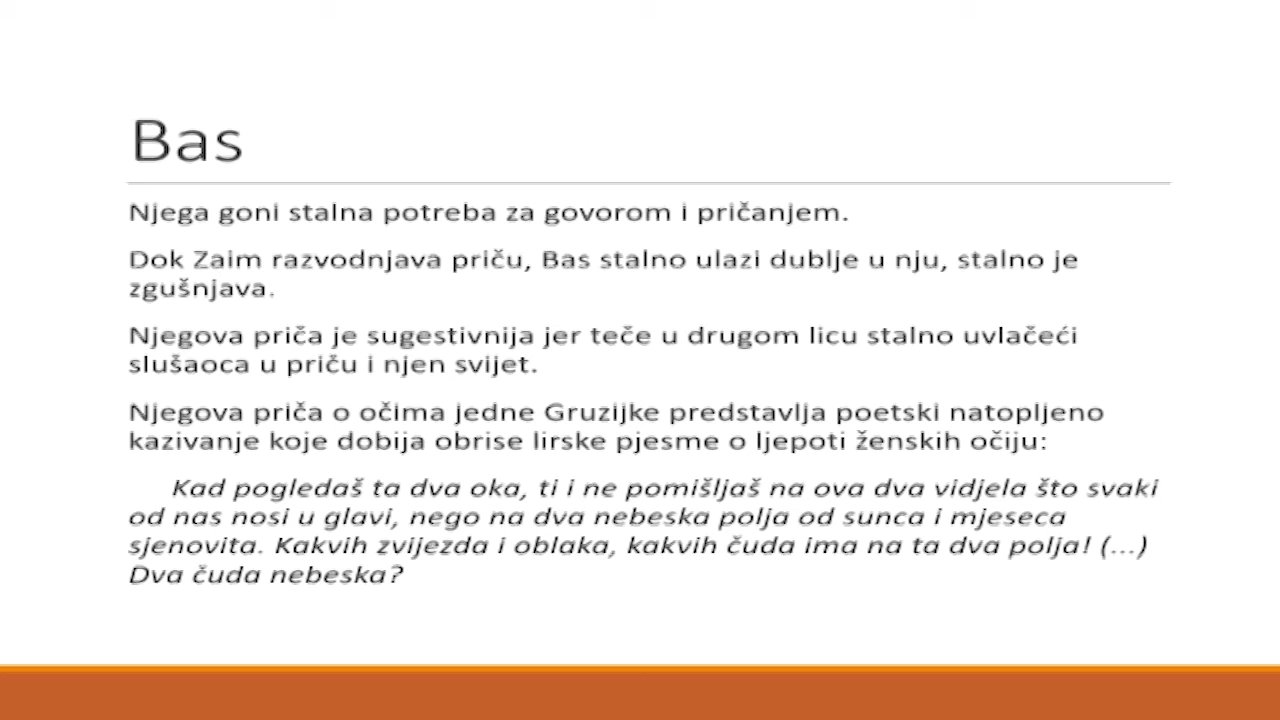 Bas
Njega goni stalna potreba za govorom i pričanjem.
Dok Zaim razvodnjava priču, Bas stalno ulazi dublje u nju, stalno je
zgušnjava.
Njegova priča je sugestivnija jer teče u drugom licu stalno uvlačeći
slušaoca u priču i njen svijet.
Njegova priča o očima jedne Gruzijke predstavlja poetski natopljeno
kazivanje koje dobija obrise lirske pjesme o ljepoti ženskih očiju:
Kad pogledaš ta dva oka, ti i ne pomišljaš na ova dva vidjela što svaki
od nas nosi u glavi, nego na dva nebeska polja od sunca i mjeseca
sjenovita. Kakvih zvijezda i oblaka, kakvih čuda ima na ta dva polja! (...)
Dva čuda nebeska?